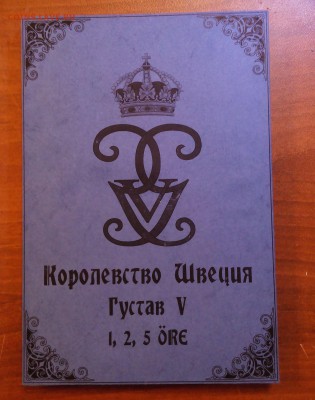 Королевство Швеция
Густав V
1, 2, 5 ÖRE